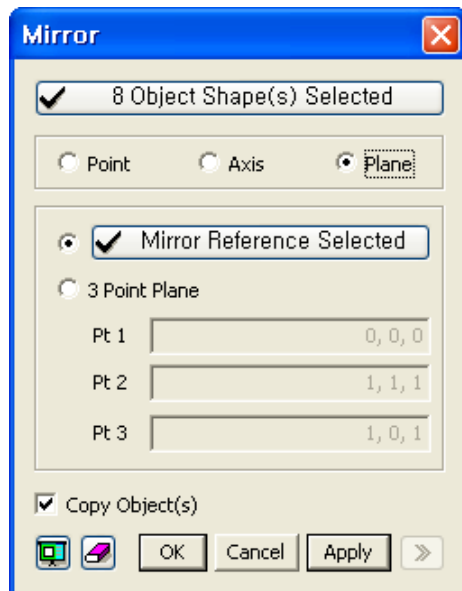 Mirror
8 Object Shape(s) Selected
Point Axis Plane
Mirror Reference Selected
3 Point Plane
Pt 1 0, 0, 0
Pt 2 1, 1, 1
Pt 3 1, 0, 1
Copy Object(s)
OK Cancel Apply